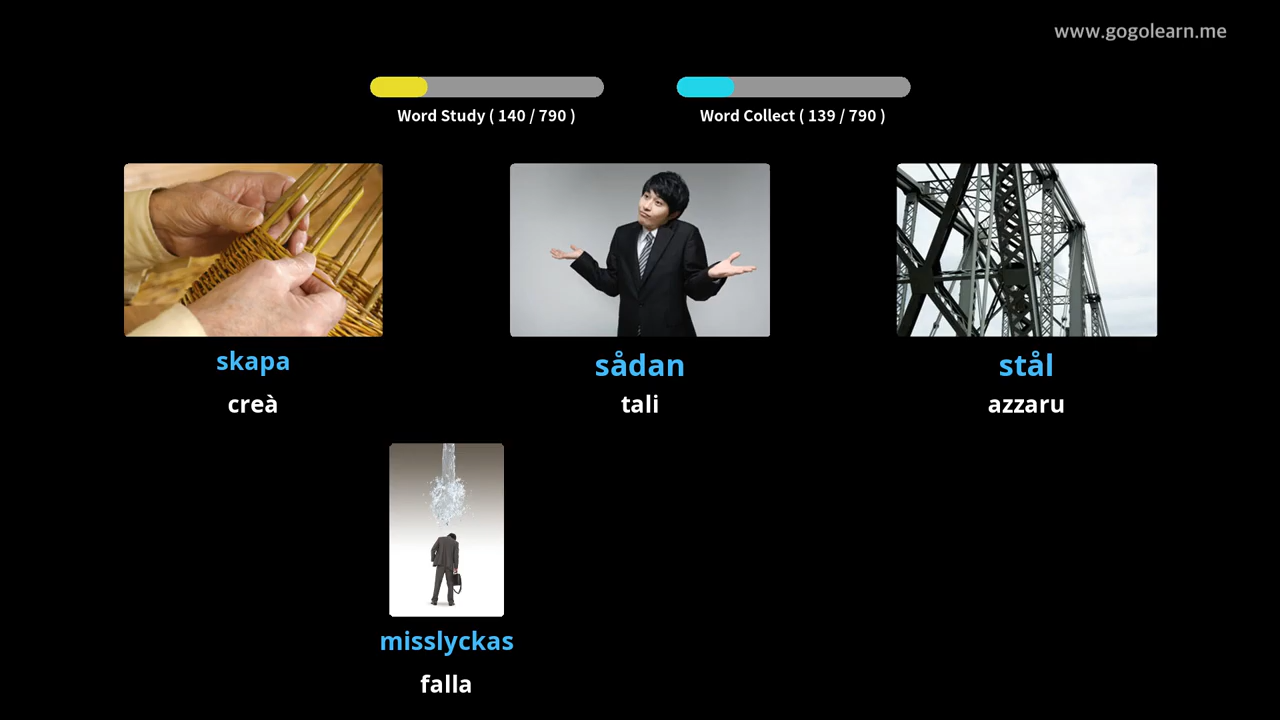 www.gogolearn.me
Word Study ( 140 / 790 )
Word Collect ( 139 / 790 )
skapa
creà
sådan
tali
stål
azzaru
misslyckas
falla